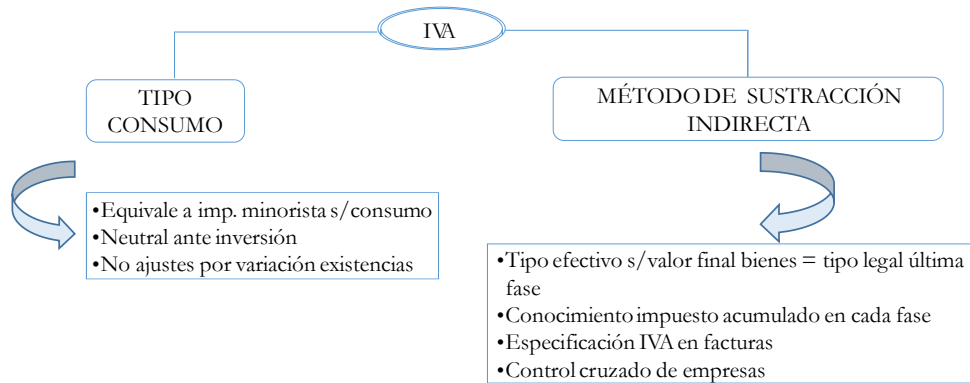 IVA
TIPO
CONSUMO
MÉTODO DE SUSTRACCIÓN
INDIRECTA
•Equivale a imp. minorista s/consumo
•Neutral ante inversión
•No ajustes por variación existencias
•Tipo efectivo s/valor final bienes = tipo legal última
fase
•Conocimiento impuesto acumulado en cada fase
•Especificación IVA en facturas
•Control cruzado de empresas